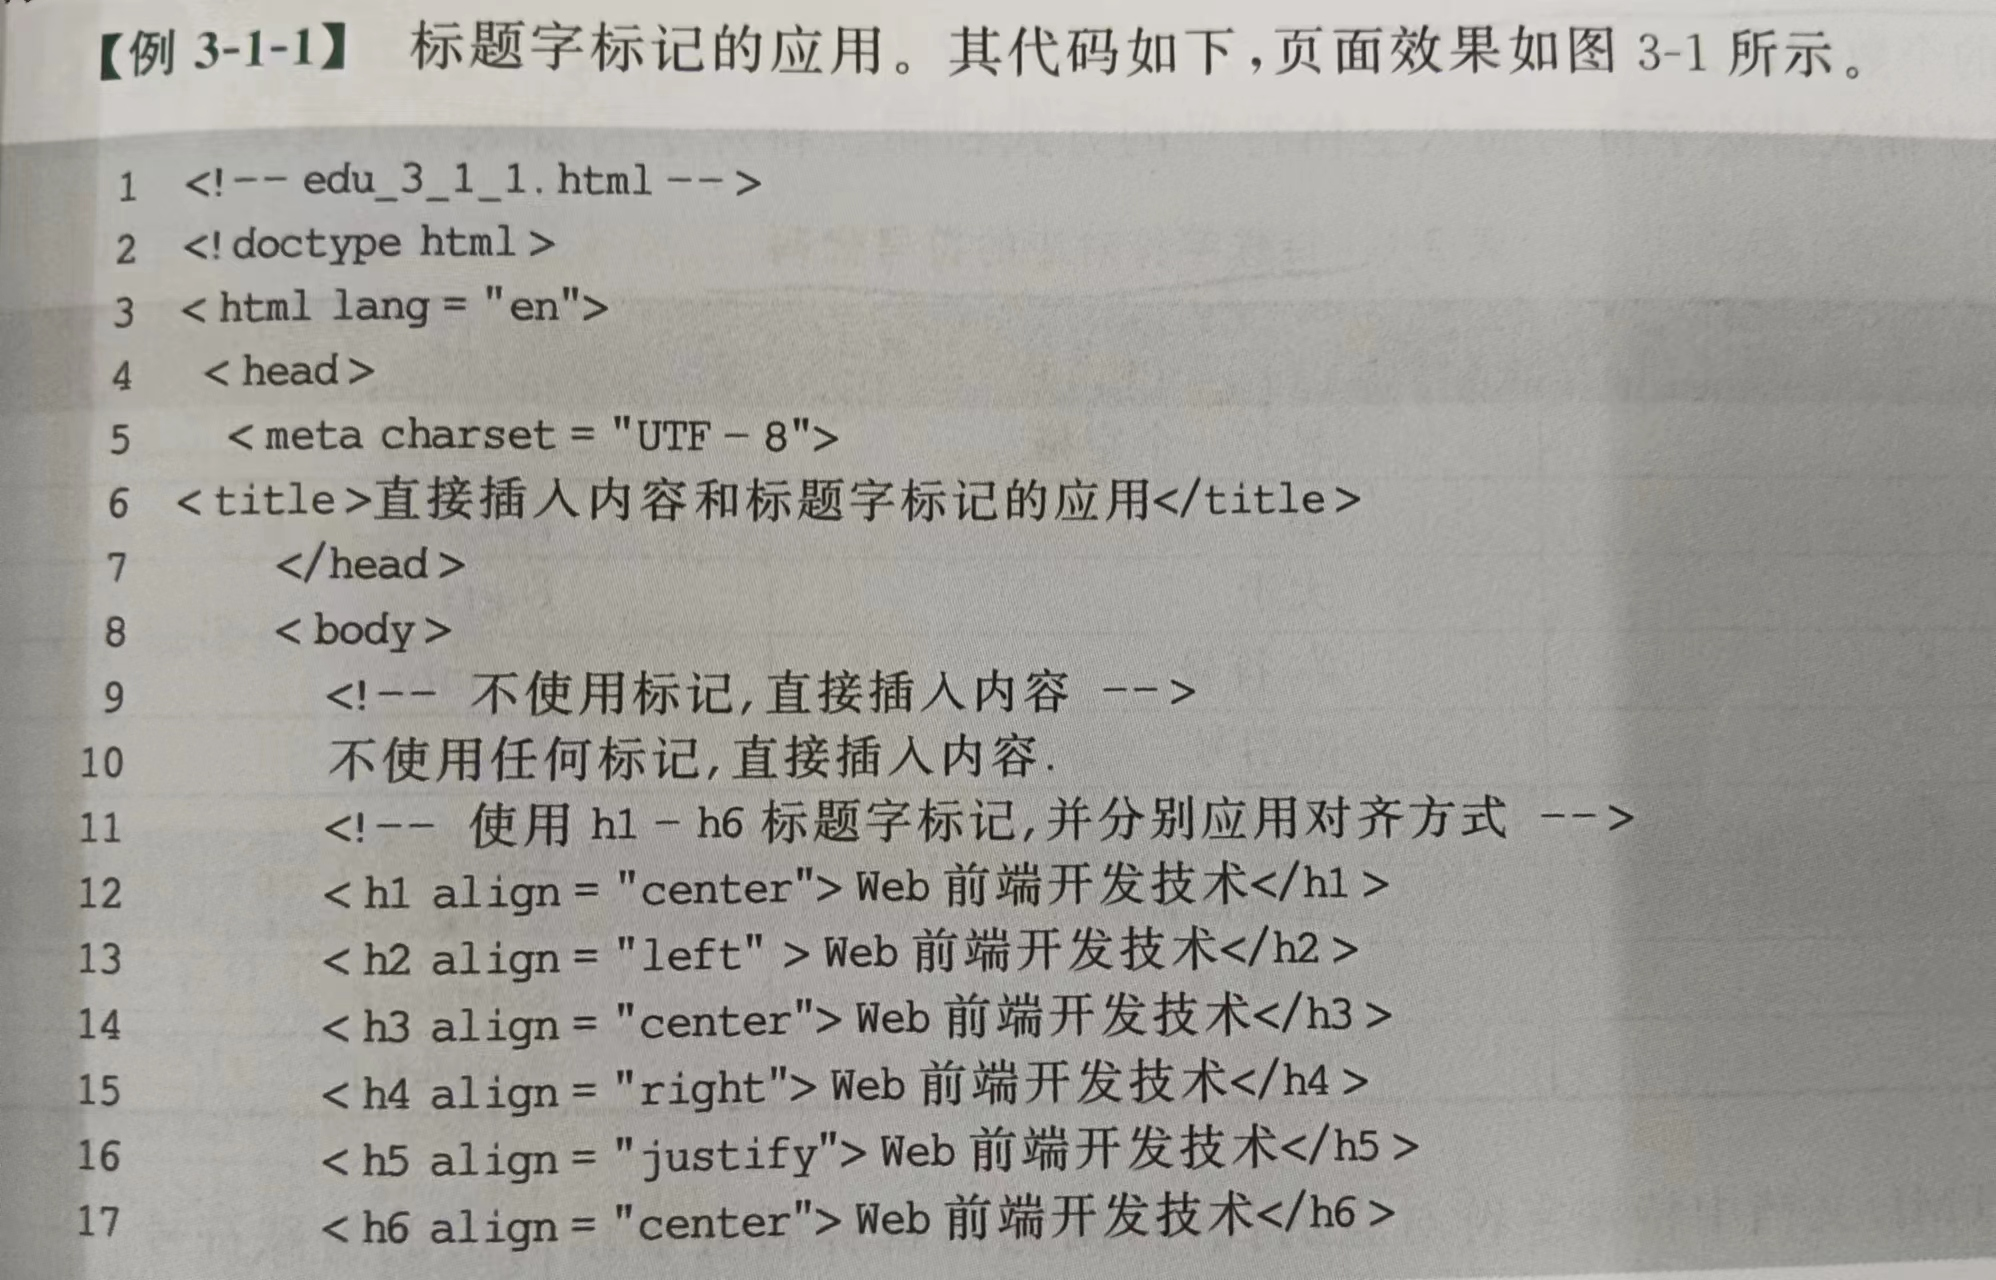 【例 3-1-1】 标题字标记的应用。其代码如下,页面效果如图 3-1 所示。
1 <!-- edu_3_1_1.html -->
2 <!doctype html>
3 <html lang="en">
4 <head>
5 <meta charset="UTF-8">
6 <title>直接插入内容和标题字标记的应用</title>
7 </head>
8 <body>
9 <!-- 不使用标记,直接插入内容 -->
10 不使用任何标记,直接插入内容.
11 <!-- 使用 h1-h6 标题字标记,并分别应用对齐方式 -->
12 <h1 align="center">Web 前端开发技术</h1>
13 <h2 align="left" >Web 前端开发技术</h2>
14 <h3 align="center">Web 前端开发技术</h3>
15 <h4 align="right">Web 前端开发技术</h4>
16 <h5 align="justify">Web 前端开发技术</h5>
17 <h6 align="center">Web 前端开发技术</h6>